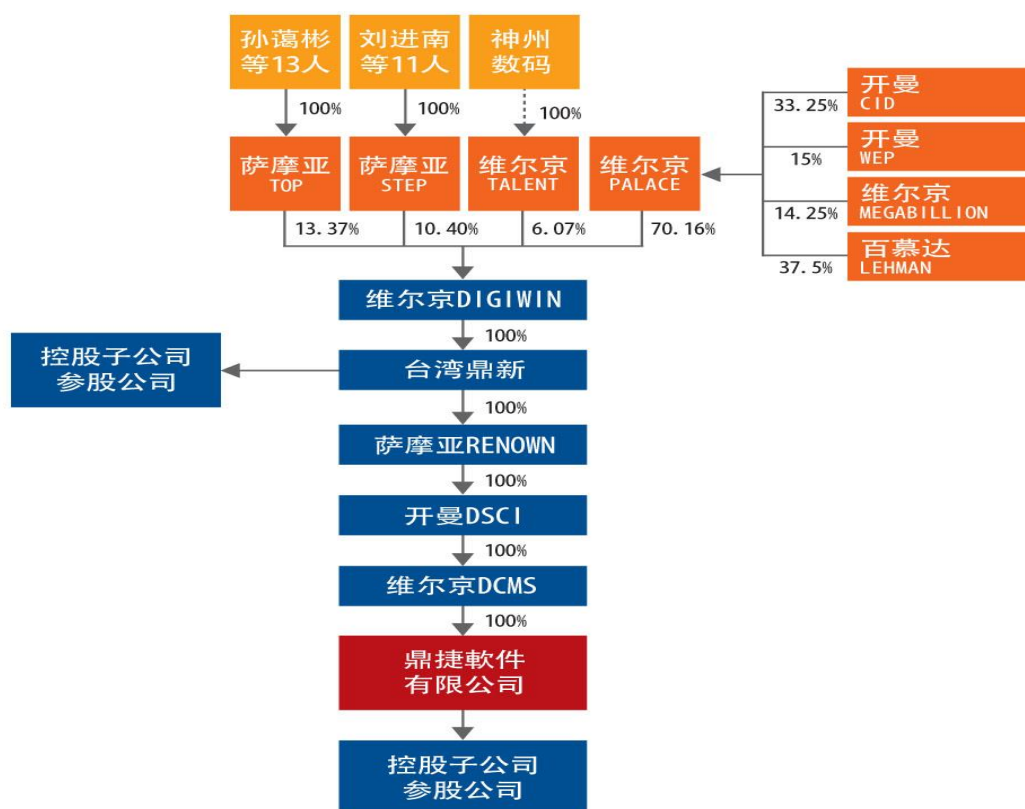 孙蔼彬
等13人
刘进南
等11人
神州
数码
100%
100%
100%
开曼
CID
33.25%
开曼
WEP
15%
维尔京
MEGABILLION
14.25%
百慕达
LEHMAN
37.5%
萨摩亚
TOP
萨摩亚
STEP
维尔京
TALENT
维尔京
PALACE
13.37%
10.40%
6.07%
70.16%
维尔京DIGIWIN
100%
控股子公司
参股公司
台湾鼎新
100%
萨摩亚RENOWN
100%
开曼DSCI
100%
维尔京DCMS
100%
鼎捷軟件
有限公司
控股子公司
参股公司